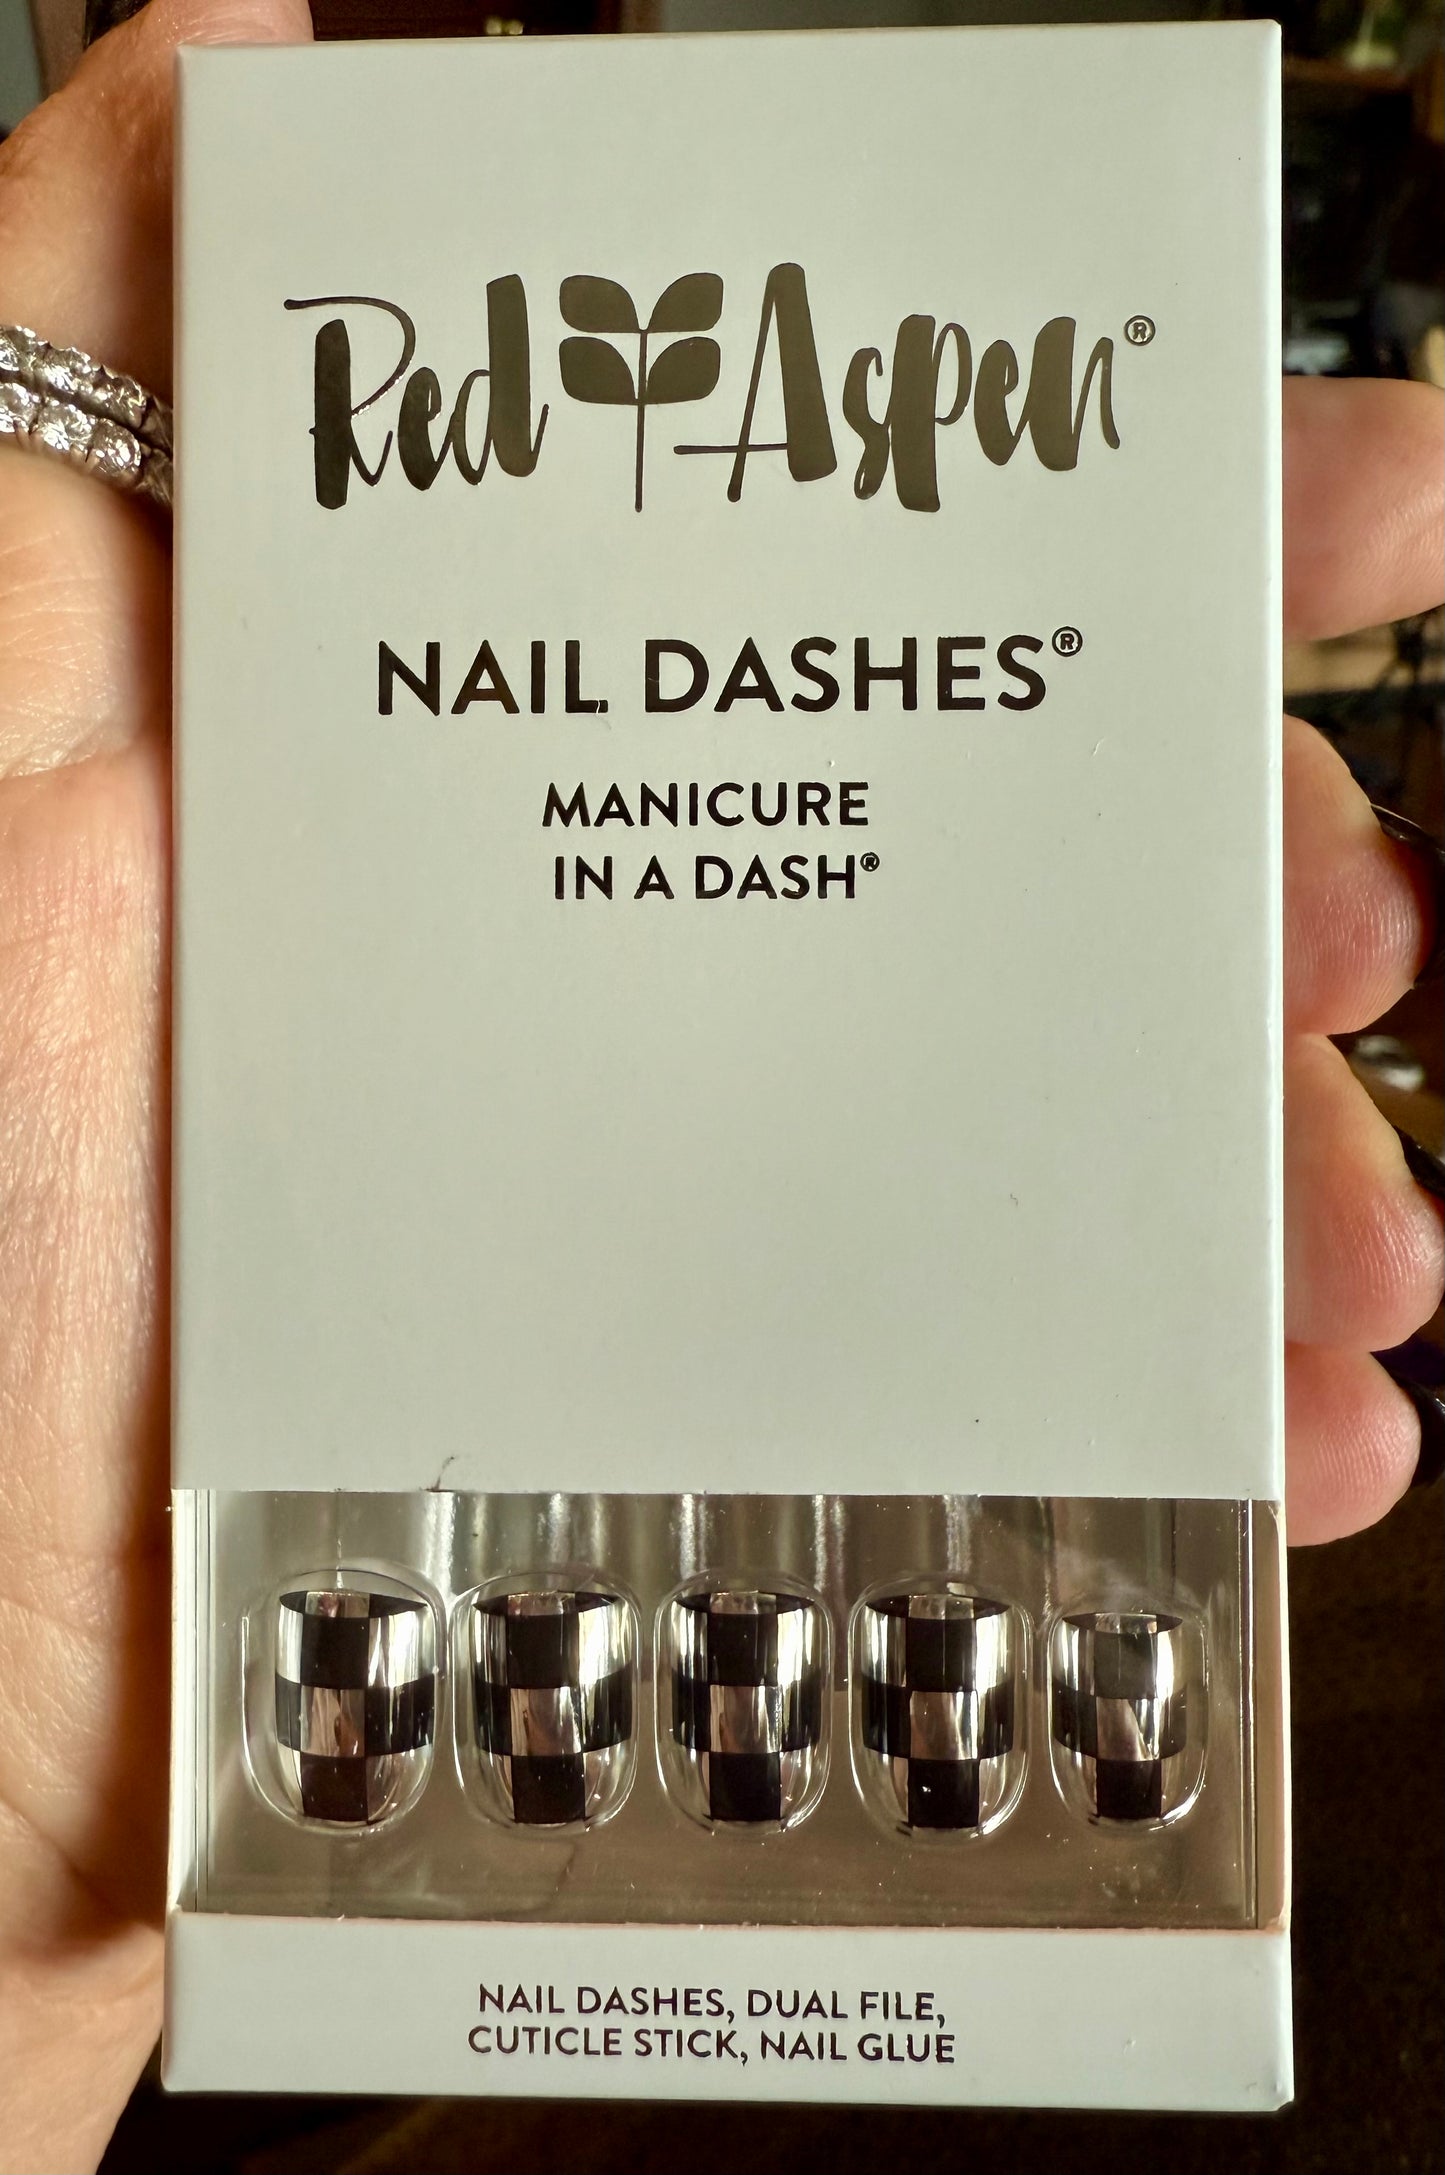 Red Aspen®
NAIL DASHES®
MANICURE
IN A DASH®
NAIL DASHES, DUAL FILE,
CUTICLE STICK, NAIL GLUE